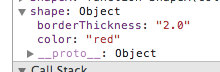 ▼shape: Object
borderThickness: "2.0"
color: "red"
▶__proto__: Object
▼Call Stack